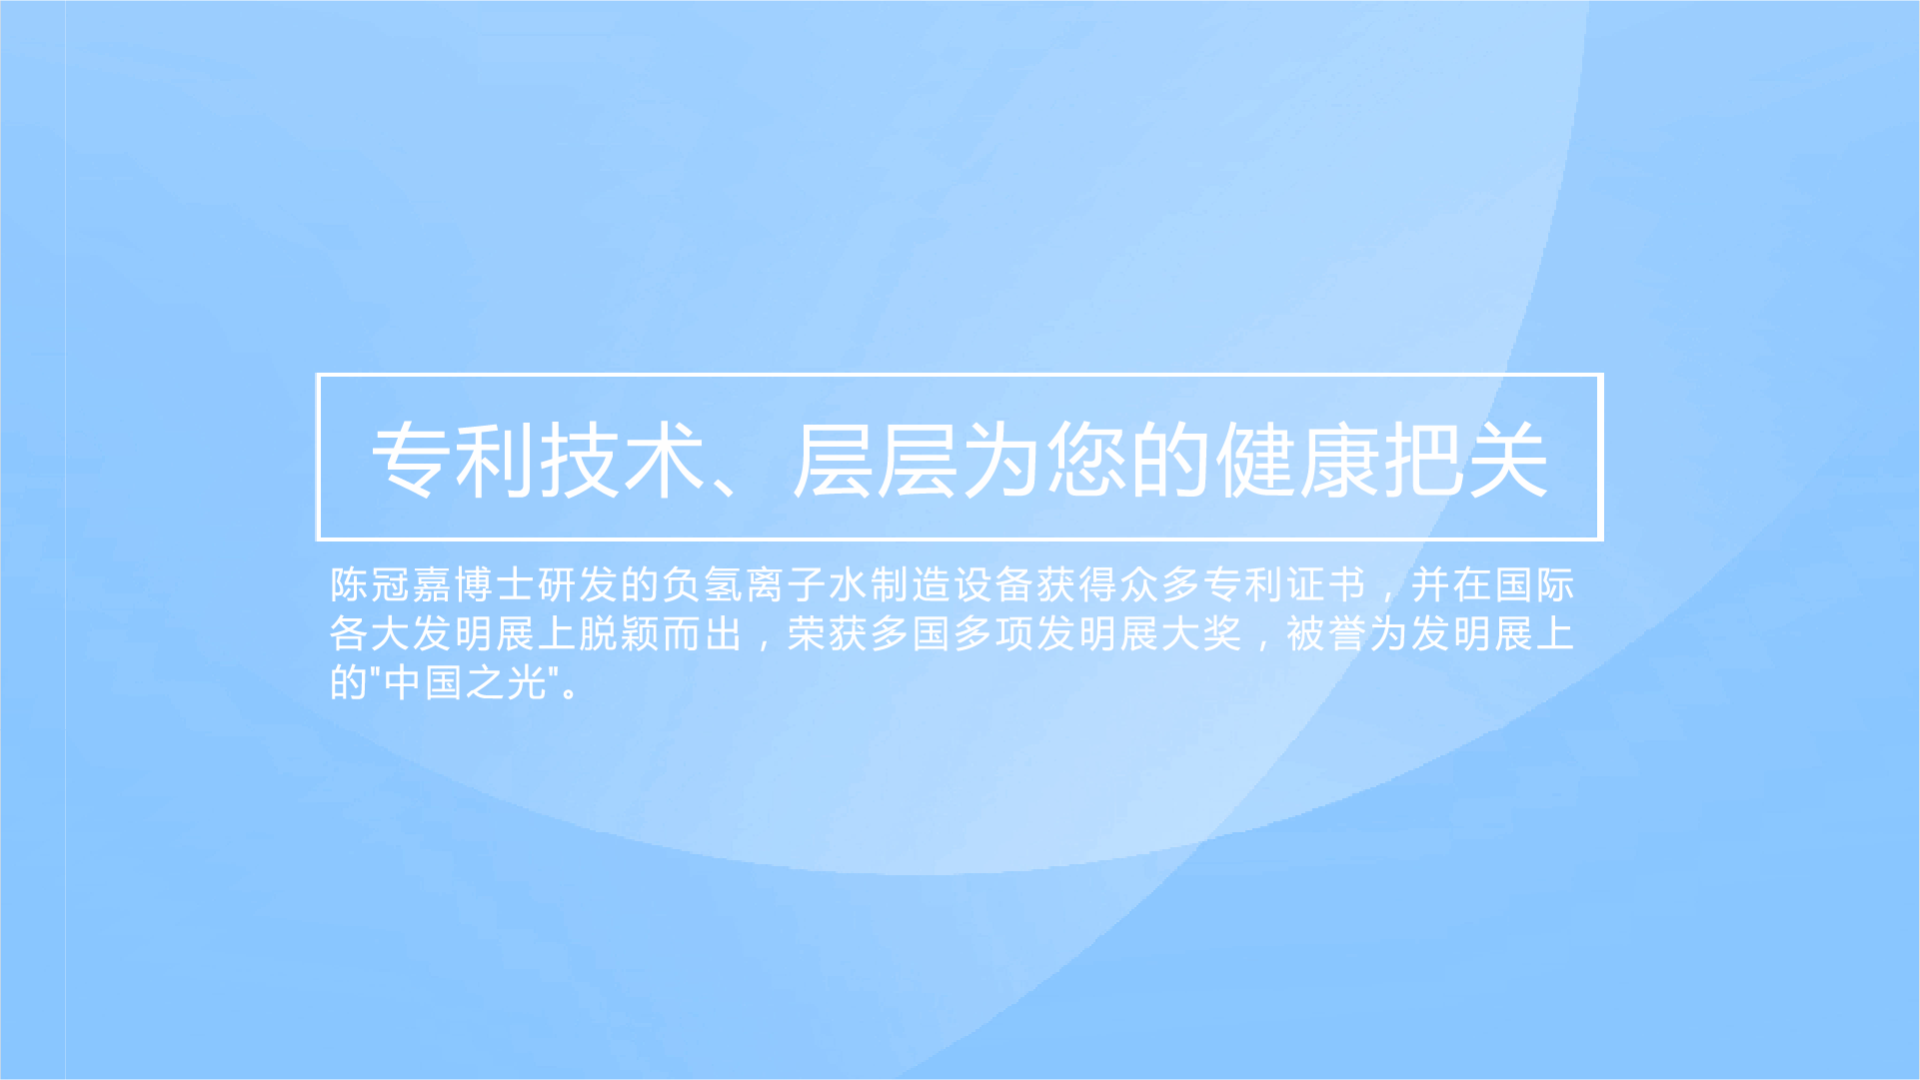 专利技术、层层为您的健康把关
陈冠嘉博士研发的负氢离子水制造设备获得众多专利证书，并在国际
各大发明展上脱颖而出，荣获多国多项发明展大奖，被誉为发明展上
的"中国之光"。